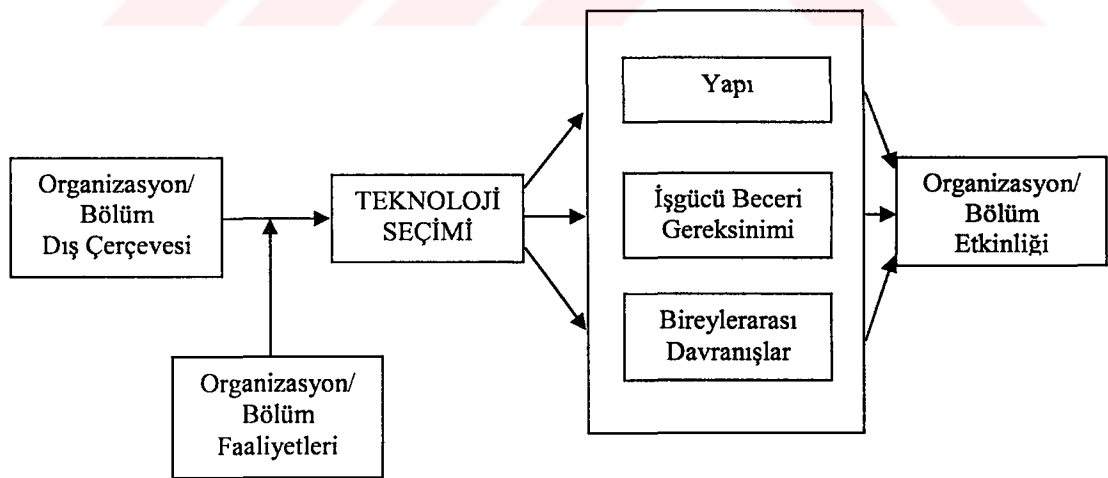 Organizasyon/
Bölüm
Dış Çerçevesi
Organizasyon/
Bölüm
Faaliyetleri
TEKNOLOJİ
SEÇİMİ
Yapı
İşgücü Beceri
Gereksinimi
Bireylerarası
Davranışlar
Organizasyon/
Bölüm
Etkinliği